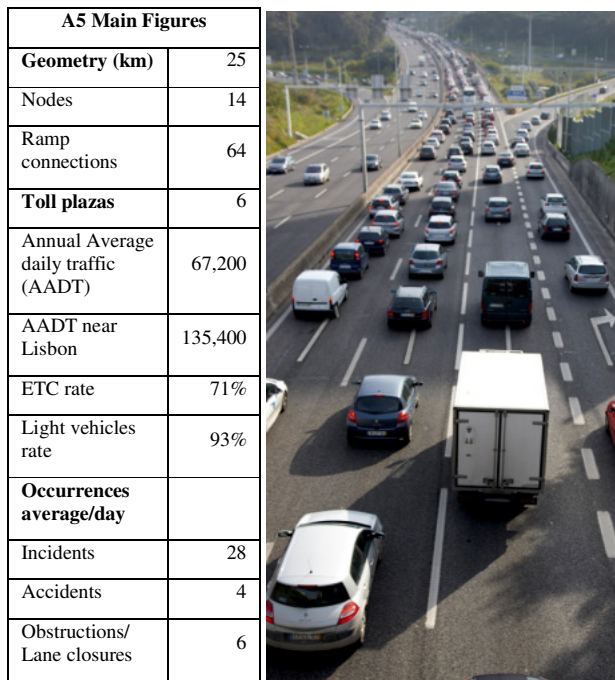 A5 Main Figures
Geometry (km) 25
Nodes 14
Ramp
connections 64
Toll plazas 6
Annual Average
daily traffic 67,200
(AADT)
AADT near
Lisbon 135,400
ETC rate 71%
Light vehicles
rate 93%
Occurrences
average/day
Incidents 28
Accidents 4
Obstructions/
Lane closures 6